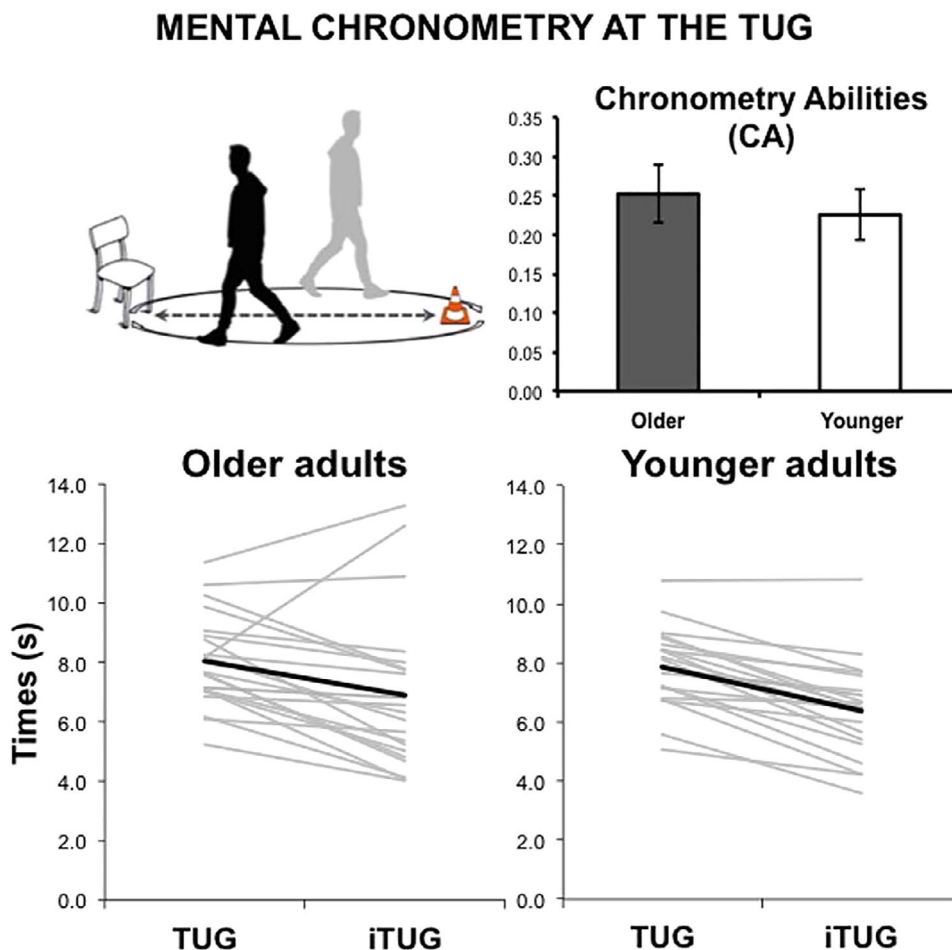 MENTAL CHRONOMETRY AT THE TUG
Chronometry Abilities
(CA)
0.35
0.30
0.25
0.20
0.15
0.10
0.05
0.00
Older
Younger
Older adults
Times (s)
14.0
12.0
10.0
8.0
6.0
4.0
2.0
0.0
TUG
iTUG
Younger adults
14.0
12.0
10.0
8.0
6.0
4.0
2.0
0.0
TUG
iTUG